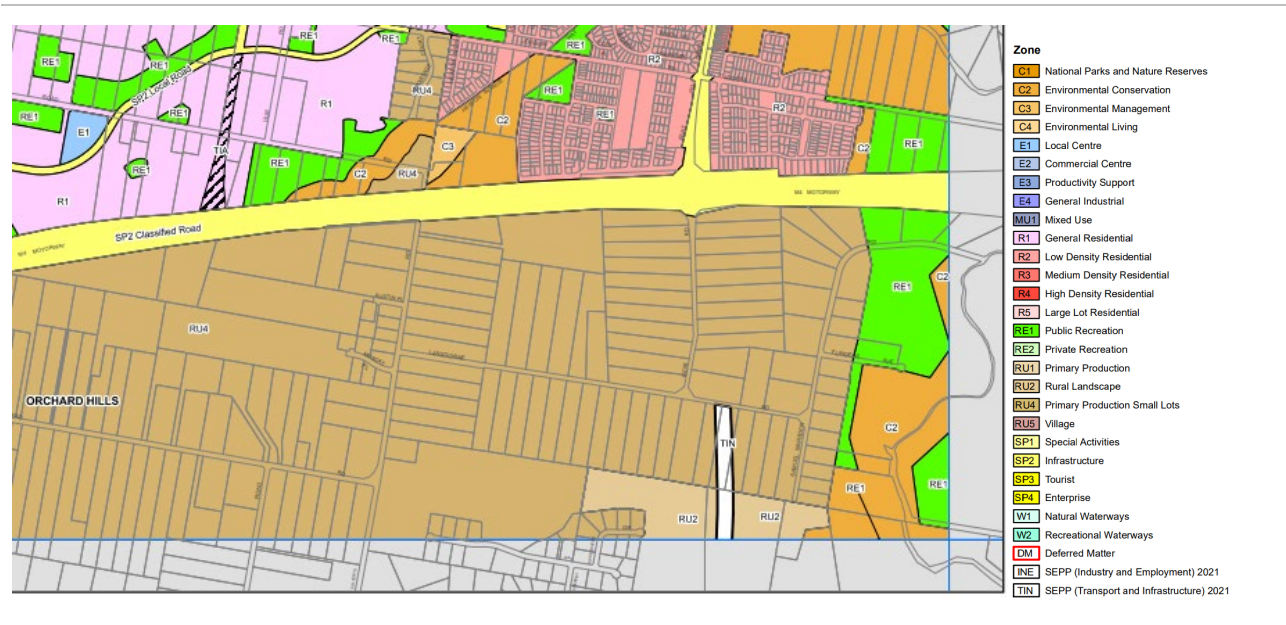 RE1
RE1
RE1
R2
RE1
RE1
SP2 Local Road
R1
RU4
RE1
RE1
R2
RE1
RE1
E1
C2
TIA
C3
C2
RE1
RE1
RE1
C2
RU4
R1
M4 MOTORWAY
SP2 Classified Road
M4 MOTORWAY
C2
RE1
RU4
ORCHARD HILLS
C2
TIN
RE1
RE1
RU2
RU2
Zone
C1 National Parks and Nature Reserves
C2 Environmental Conservation
C3 Environmental Management
C4 Environmental Living
E1 Local Centre
E2 Commercial Centre
E3 Productivity Support
E4 General Industrial
MU1 Mixed Use
R1 General Residential
R2 Low Density Residential
R3 Medium Density Residential
R4 High Density Residential
R5 Large Lot Residential
RE1 Public Recreation
RE2 Private Recreation
RU1 Primary Production
RU2 Rural Landscape
RU4 Primary Production Small Lots
RU5 Village
SP1 Special Activities
SP2 Infrastructure
SP3 Tourist
SP4 Enterprise
W1 Natural Waterways
W2 Recreational Waterways
DM Deferred Matter
INE SEPP (Industry and Employment) 2021
TIN SEPP (Transport and Infrastructure) 2021